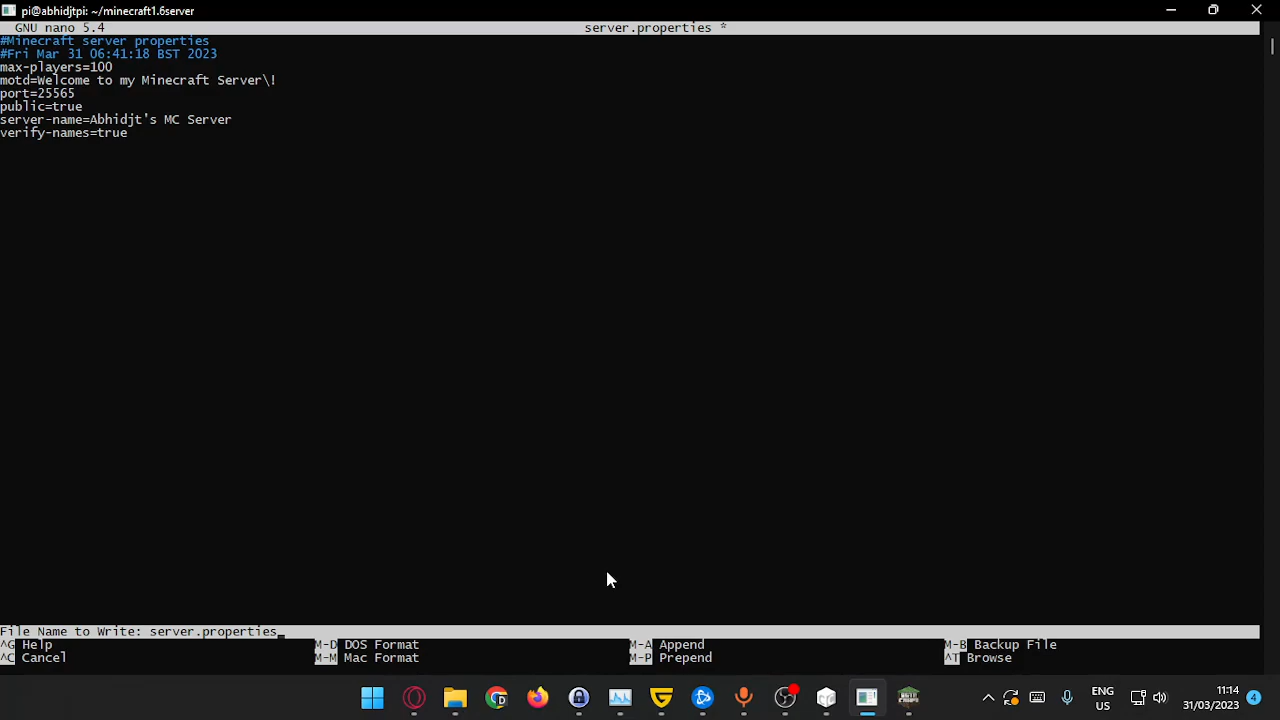 pi@abhidjtpi: ~/minecraft1.6server
GNU nano 5.4 server.properties *
#Minecraft server properties
#Fri Mar 31 06:41:18 BST 2023
max-players=100
motd=Welcome to my Minecraft Server\!
port=25565
public=true
server-name=Abhidjt's MC Server
verify-names=true
File Name to Write: server.properties
^G Help M-D DOS Format M-A Append M-B Backup File
^C Cancel M-M Mac Format M-P Prepend ^T Browse
ENG 11:14
US 31/03/2023 4